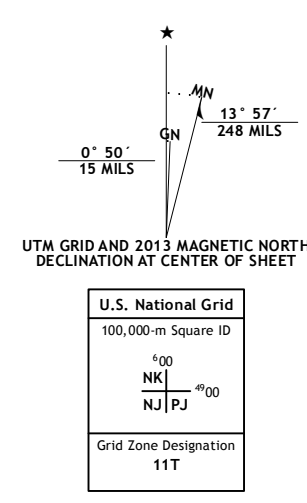 ★
MN
GN
13° 57´
248 MILS
0° 50´
15 MILS
UTM GRID AND 2013 MAGNETIC NORTH
DECLINATION AT CENTER OF SHEET
U.S. National Grid
100,000-m Square ID
⁶00
NK
⁴⁹00
NJ PJ
Grid Zone Designation
11T